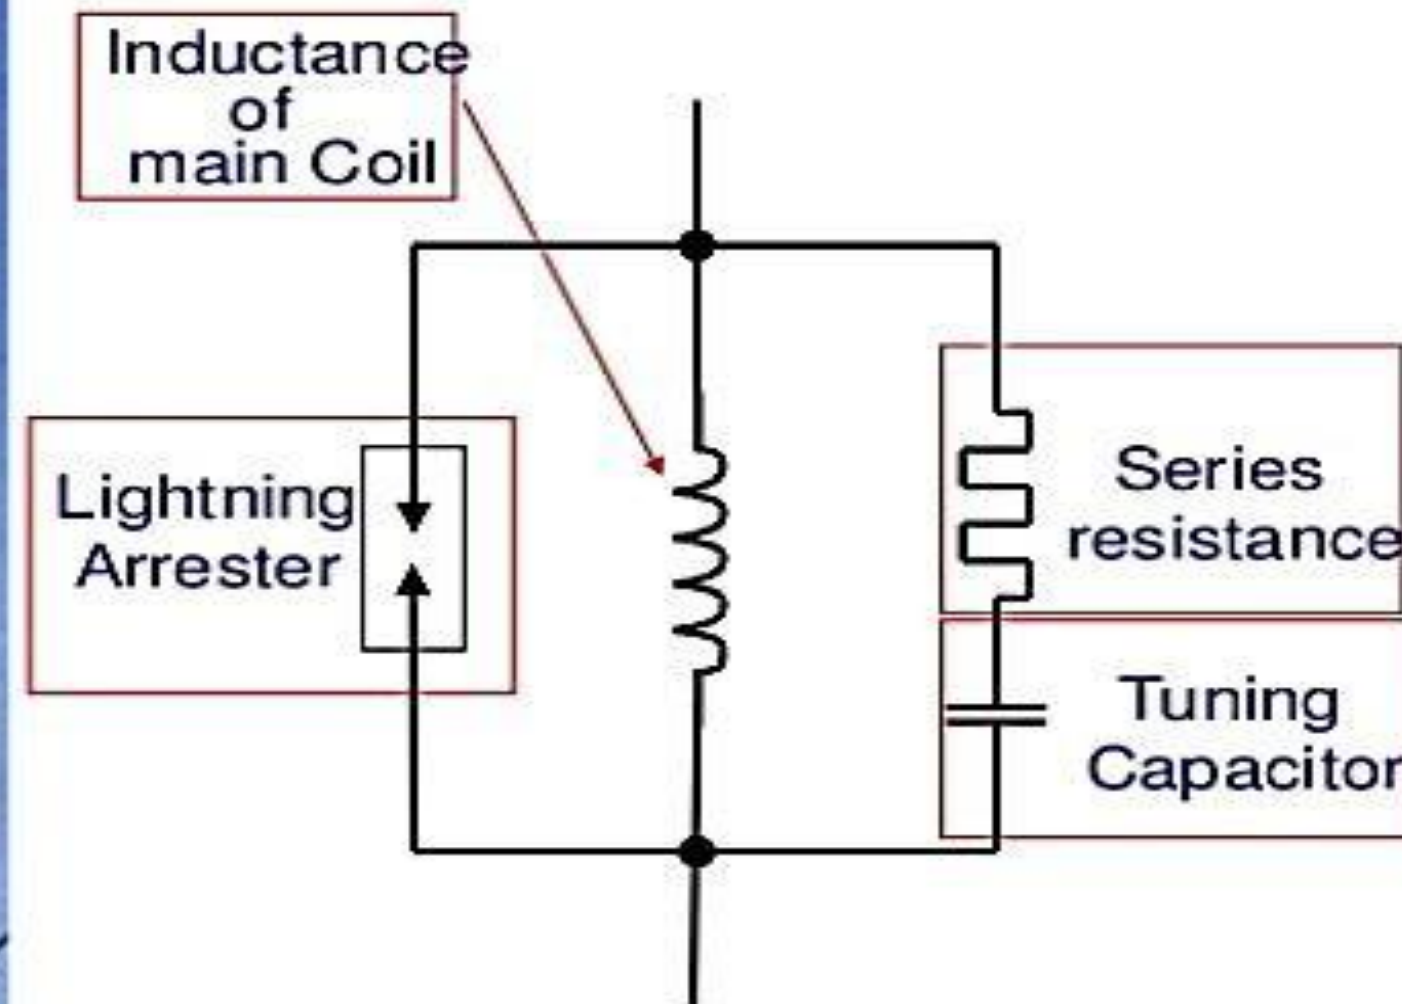 Inductance
of
main Coil
Lightning
Arrester
Series
resistance
Tuning
Capacitor